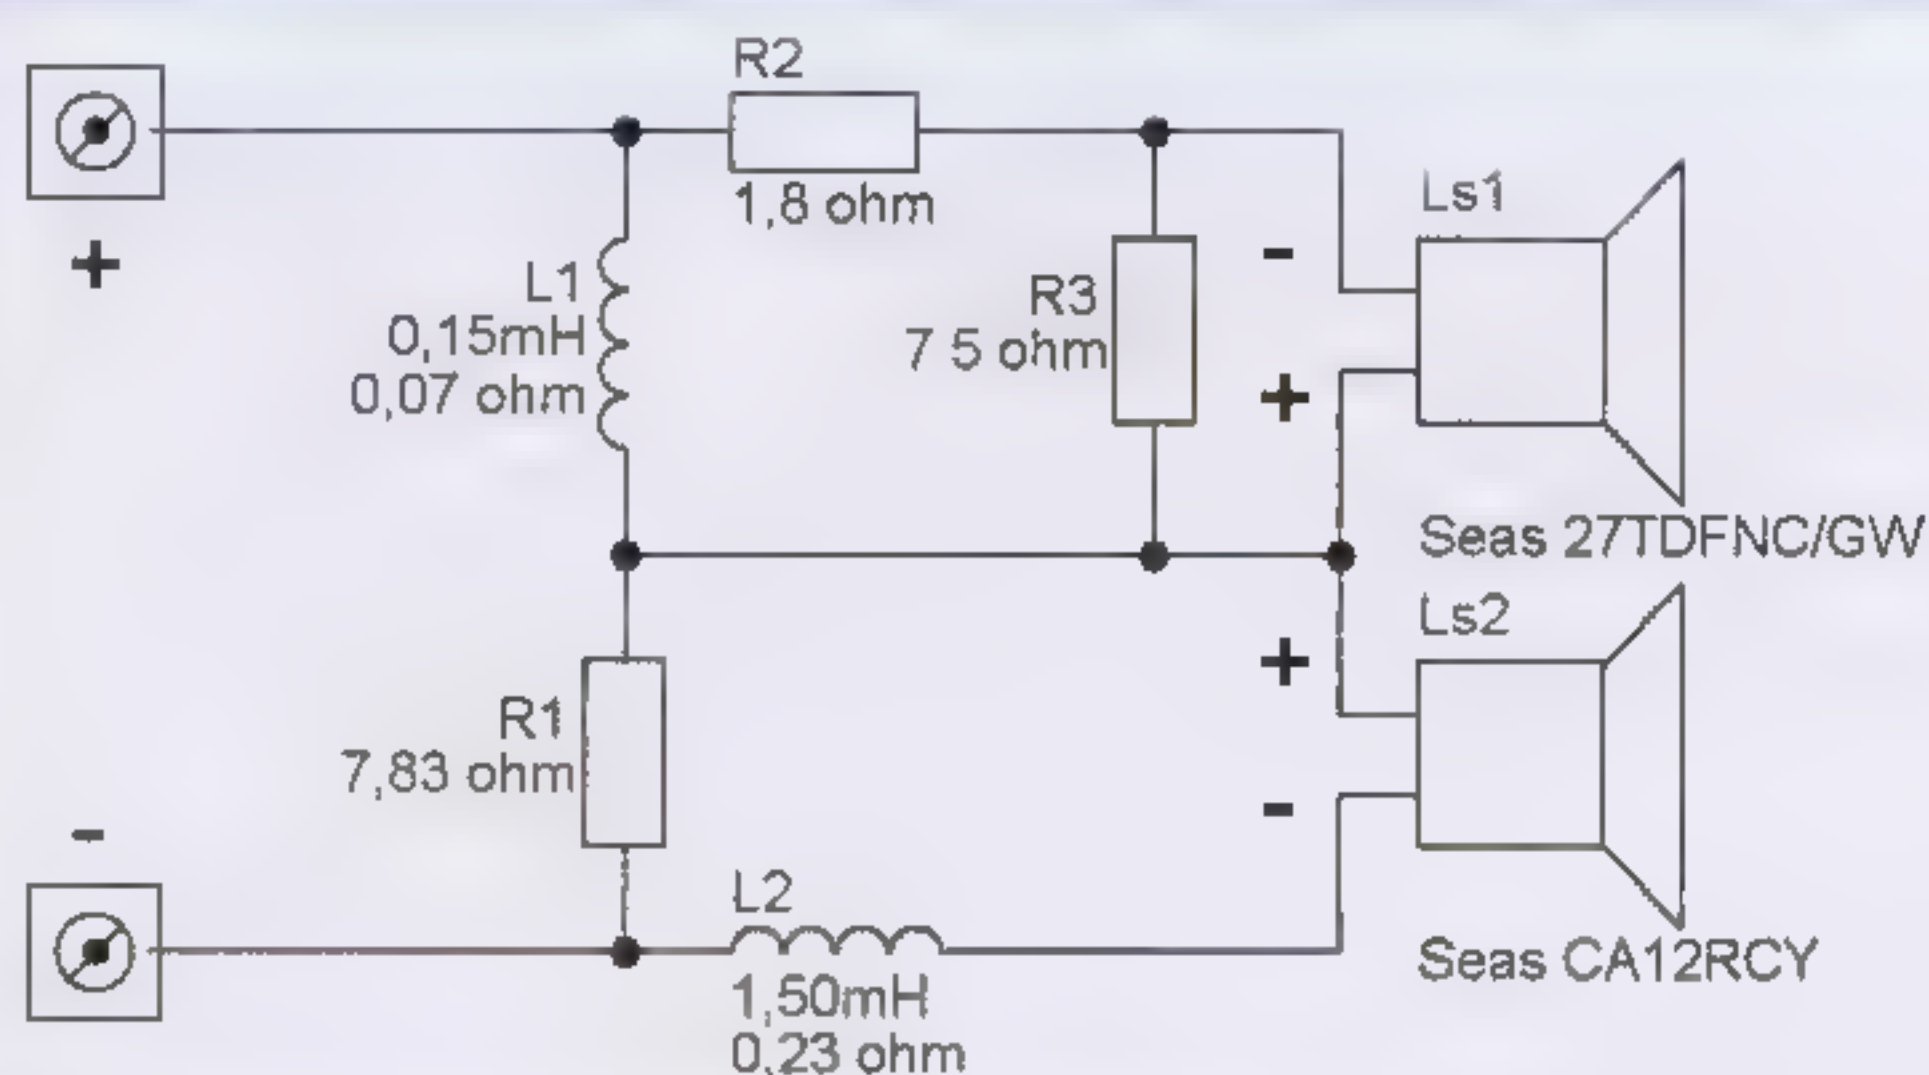 R2
1,8 ohm
+
L1
0,15mH
0,07 ohm
R3
7 5 ohm
-
+
Ls1
Seas 27TDFNC/GW
Ls2
+
-
Seas CA12RCY
R1
7,83 ohm
-
L2
1,50mH
0,23 ohm